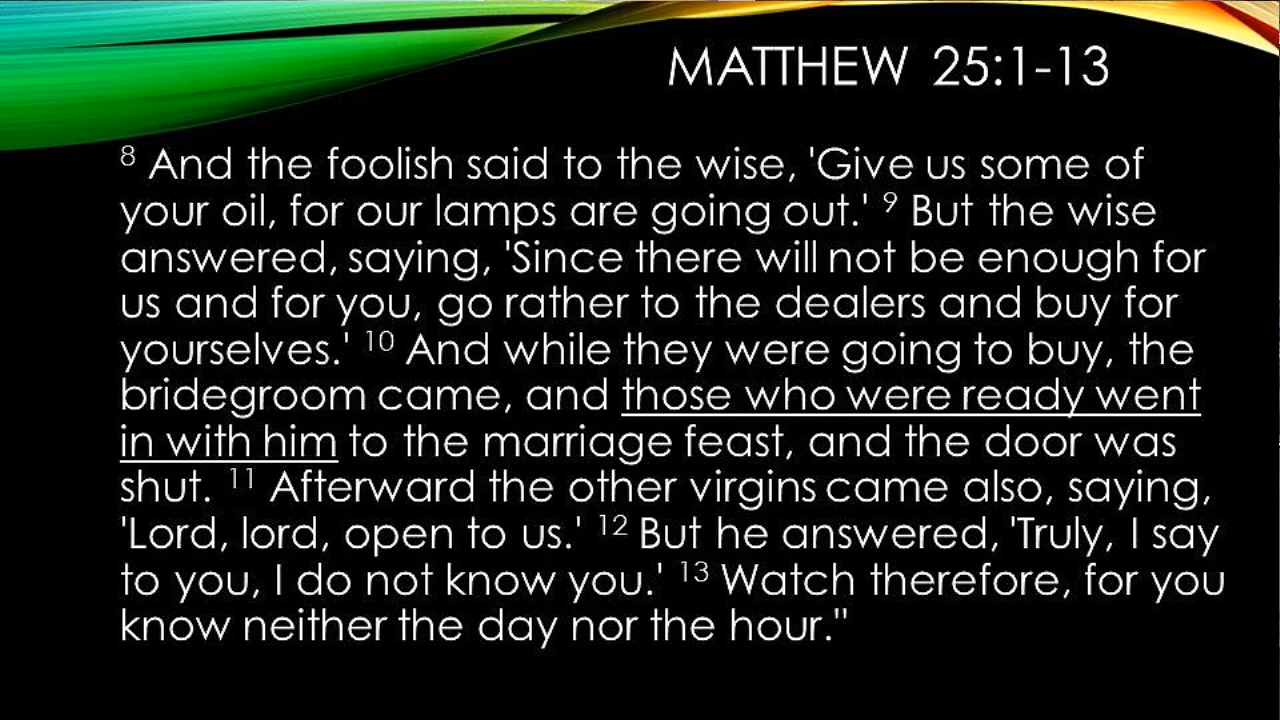 MATTHEW 25:1-13
8 And the foolish said to the wise, 'Give us some of
your oil, for our lamps are going out.' 9 But the wise
answered, saying, 'Since there will not be enough for
us and for you, go rather to the dealers and buy for
yourselves.' 10 And while they were going to buy, the
bridegroom came, and those who were ready went
in with him to the marriage feast, and the door was
shut. 11 Afterward the other virgins came also, saying,
'Lord, lord, open to us.' 12 But he answered, 'Truly, I say
to you, I do not know you.' 13 Watch therefore, for you
know neither the day nor the hour."